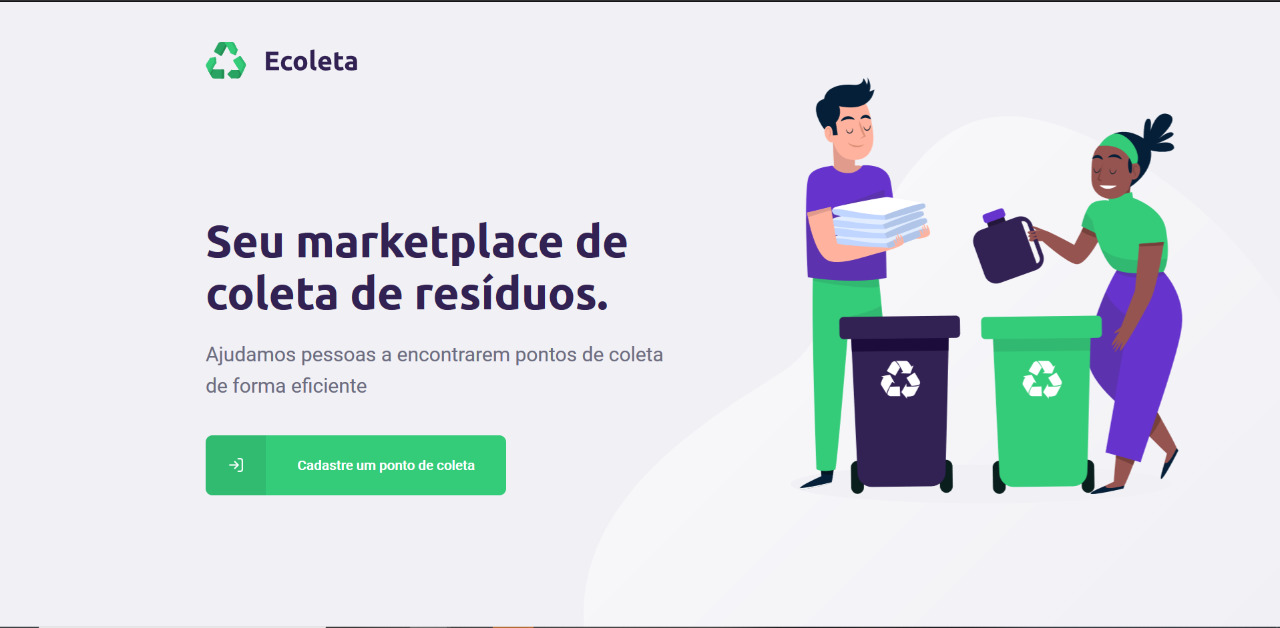 Ecoleta
Seu marketplace de
coleta de resíduos.
Ajudamos pessoas a encontrarem pontos de coleta
de forma eficiente
Cadastre um ponto de coleta